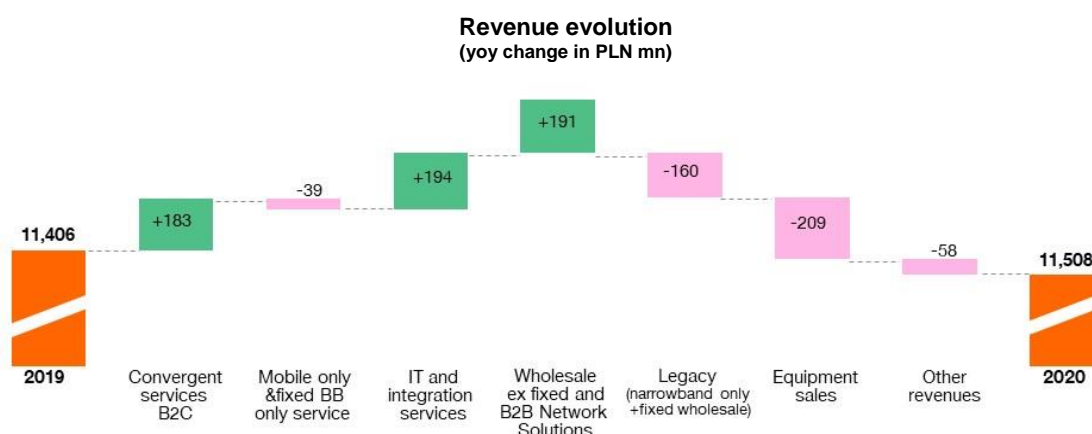 Revenue evolution
(yoy change in PLN mn)
11,406
+183
-39
+194
+191
-160
-209
-58
11,508
2019
Convergent
services
B2C
Mobile only
&fixed BB
only service
IT and
integration
services
Wholesale
ex fixed and
B2B Network
Solutions
Legacy
(narrowband only
+fixed wholesale)
Equipment
sales
Other
revenues
2020